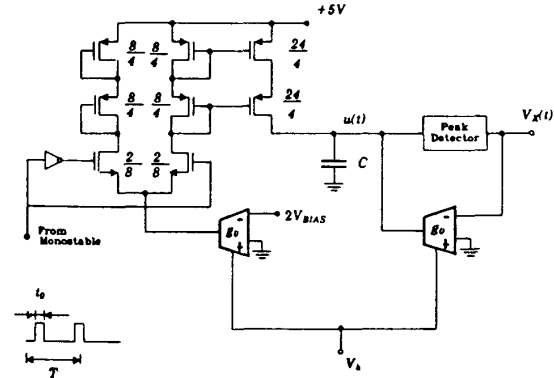 +5V
8/4 8/4 24/4
8/4 8/4 24/4
2/8 2/8
u(t)
Peak
Detector
V_X(t)
C
From
Monostable
g_0
- 2V_BIAS
+
g_0
-
+
t_0
T
V_h